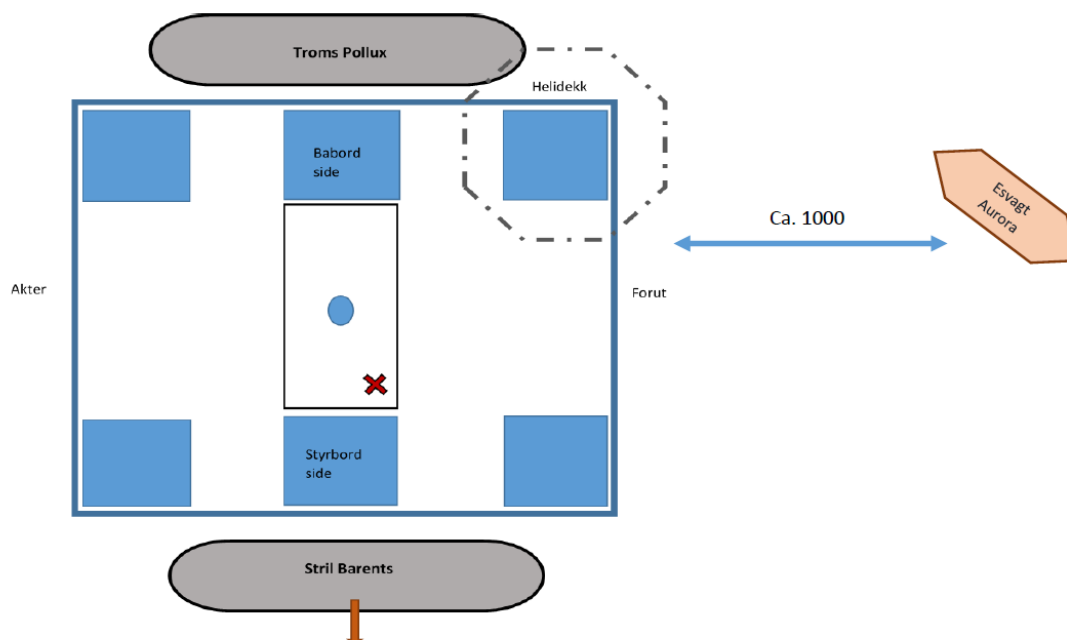 Troms Pollux
Helidekk
Babord
side
Esvagt
Aurora
Ca. 1000
Akter
Forut
Styrbord
side
Stril Barents